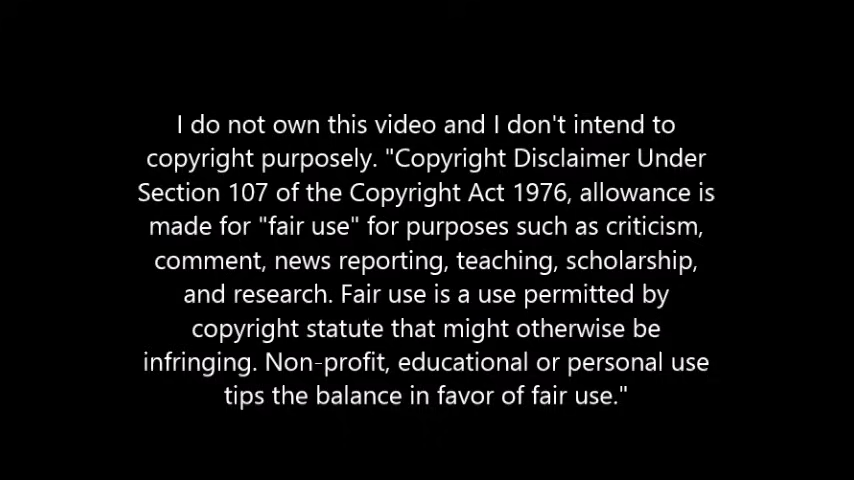 I do not own this video and I don't intend to
copyright purposely. "Copyright Disclaimer Under
Section 107 of the Copyright Act 1976, allowance is
made for "fair use" for purposes such as criticism,
comment, news reporting, teaching, scholarship,
and research. Fair use is a use permitted by
copyright statute that might otherwise be
infringing. Non-profit, educational or personal use
tips the balance in favor of fair use."